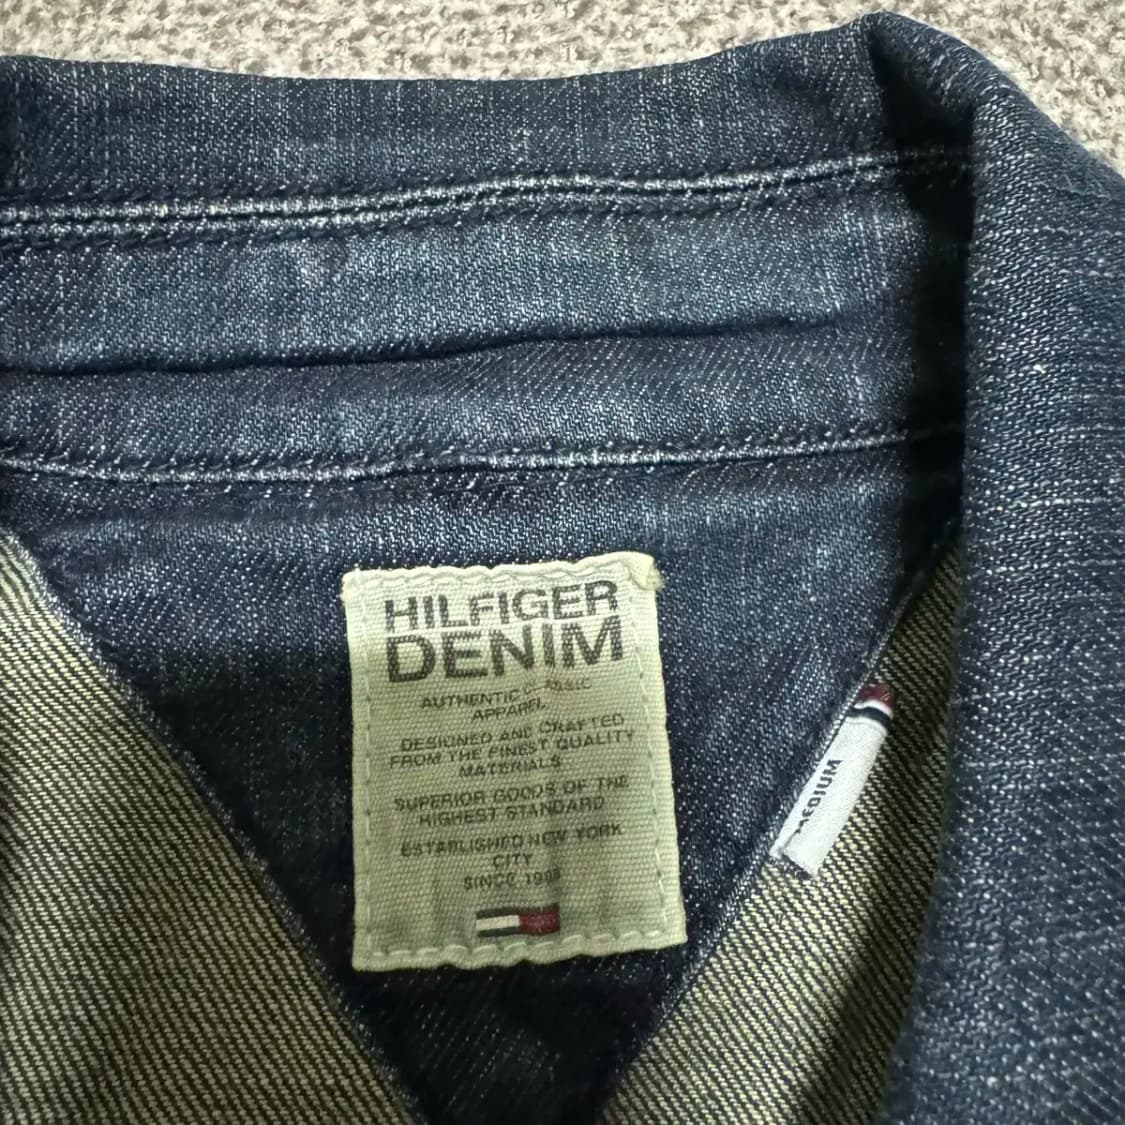 HILFIGER
DENIM
AUTHENTIC CLASSIC
APPAREL
DESIGNED AND CRAFTED
FROM THE FINEST QUALITY
MATERIALS
SUPERIOR GOODS OF THE
HIGHEST STANDARD
ESTABLISHED NEW YORK
CITY
SINCE
MEDIUM